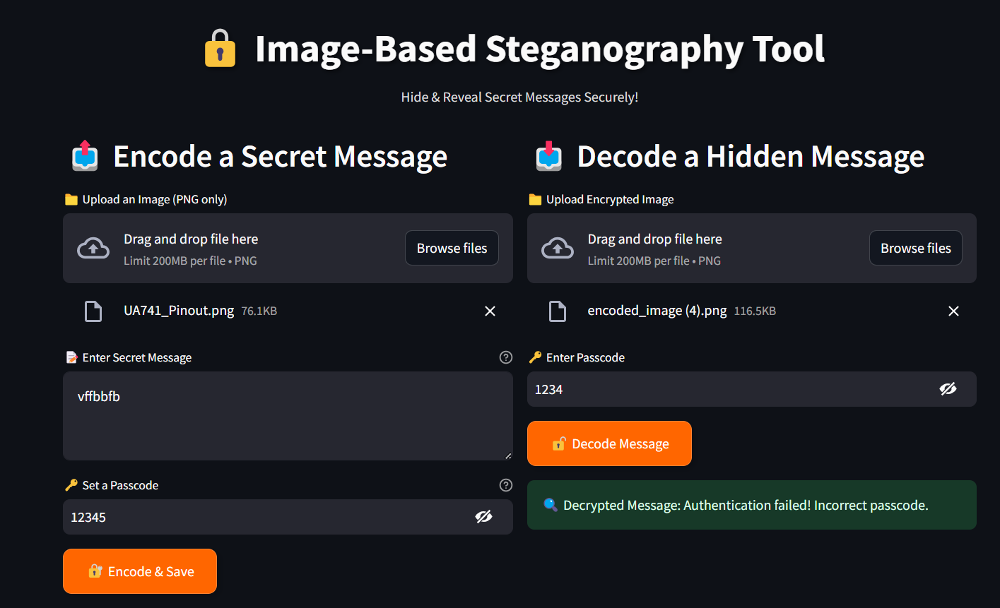 Image-Based Steganography Tool
Hide & Reveal Secret Messages Securely!
Encode a Secret Message
Upload an Image (PNG only)
Drag and drop file here
Limit 200MB per file • PNG
Browse files
UA741_Pinout.png 76.1KB
Enter Secret Message
vffbbfb
Set a Passcode
12345
Encode & Save
Decode a Hidden Message
Upload Encrypted Image
Drag and drop file here
Limit 200MB per file • PNG
Browse files
encoded_image (4).png 116.5KB
Enter Passcode
1234
Decode Message
Decrypted Message: Authentication failed! Incorrect passcode.